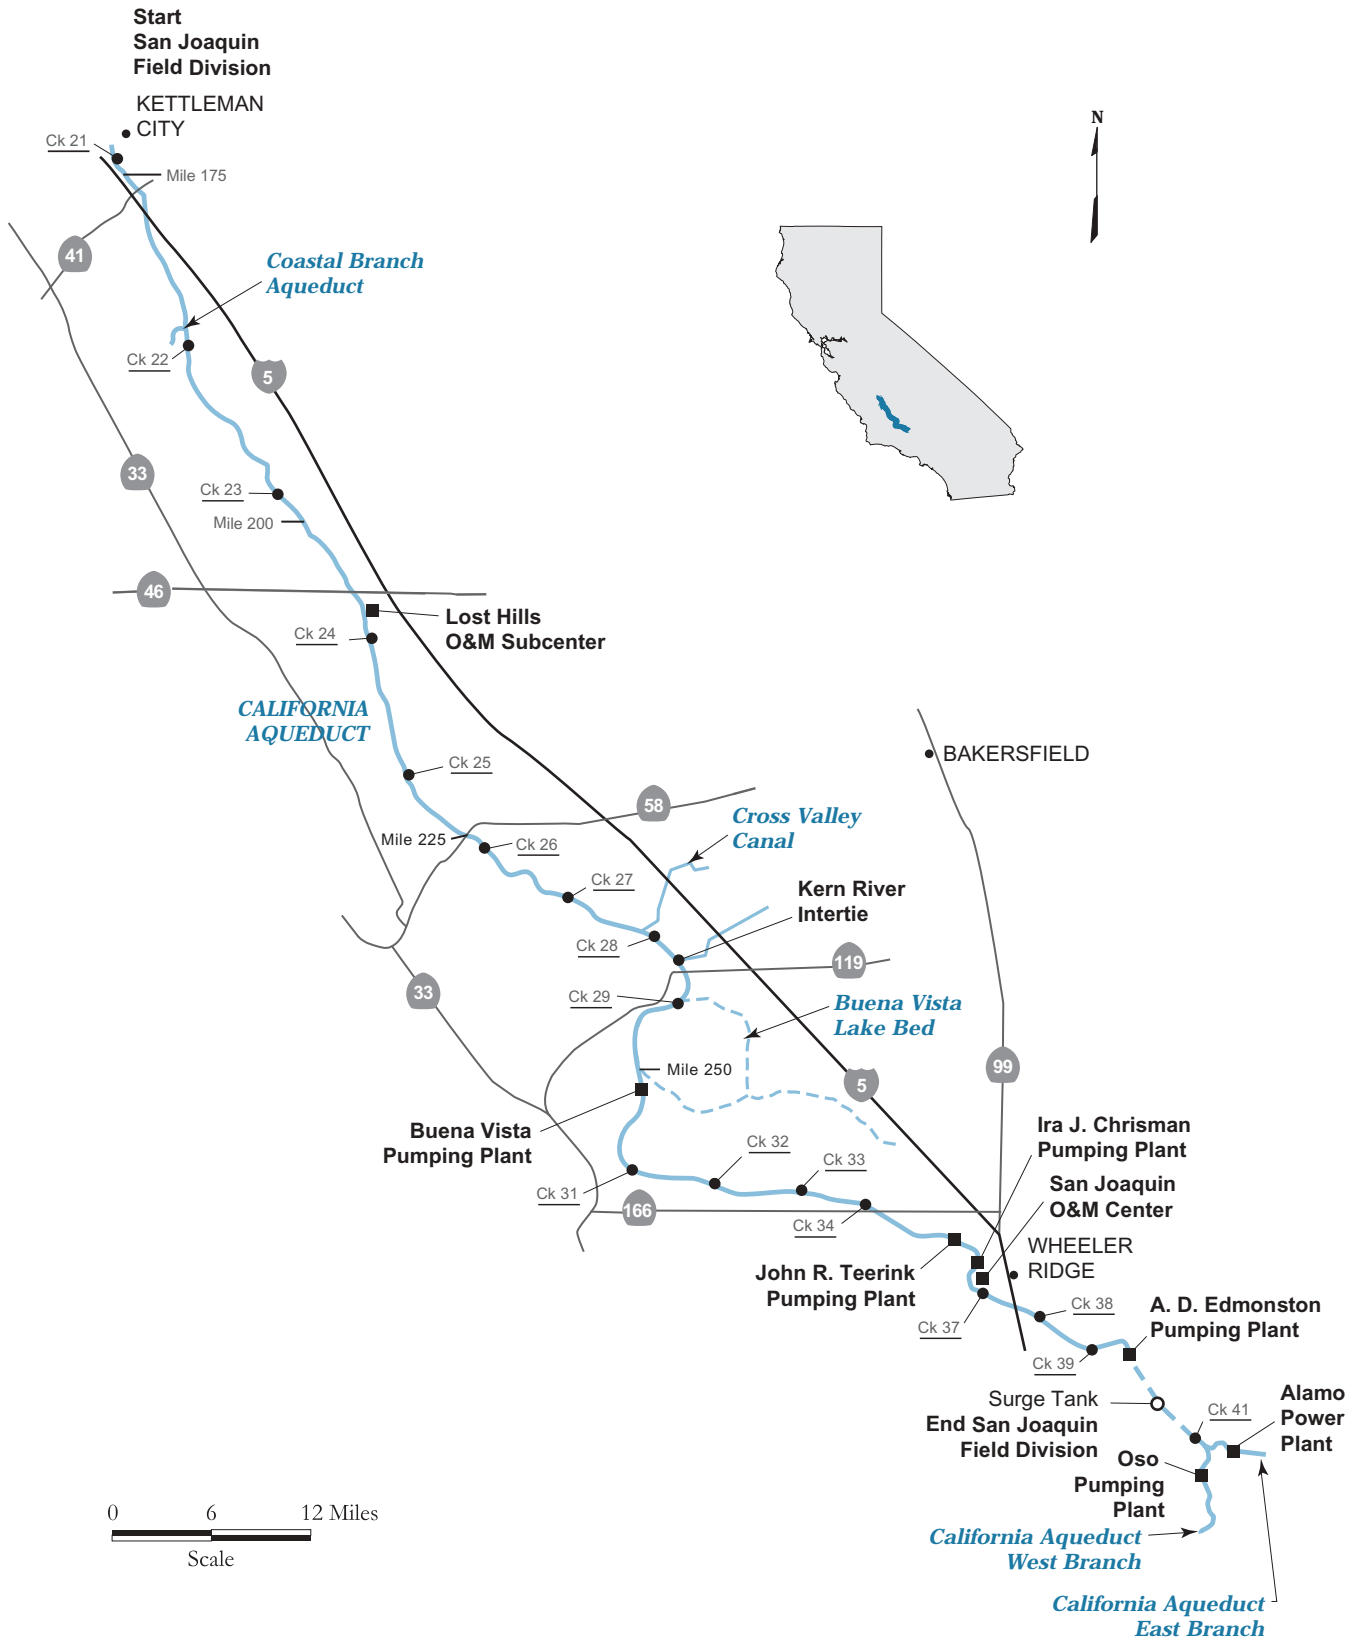 Start
San Joaquin
Field Division
KETTLEMAN
CITY
Ck 21
Mile 175
N
41
Coastal Branch
Aqueduct
Ck 22
5
33
Ck 23
Mile 200
46
Lost Hills
O&M Subcenter
Ck 24
CALIFORNIA
AQUEDUCT
Ck 25
BAKERSFIELD
58
Cross Valley
Canal
Mile 225
Ck 26
Ck 27
Kern River
Intertie
Ck 28
119
33
Ck 29
Buena Vista
Lake Bed
Mile 250
99
5
Buena Vista
Pumping Plant
Ira J. Chrisman
Pumping Plant
Ck 32
Ck 33
San Joaquin
O&M Center
Ck 31
166
Ck 34
WHEELER
RIDGE
John R. Teerink
Pumping Plant
Ck 37
Ck 38
A. D. Edmonston
Pumping Plant
Ck 39
Surge Tank
End San Joaquin
Field Division
Ck 41
Alamo
Power
Plant
Oso
Pumping
Plant
0 6 12 Miles
Scale
California Aqueduct
West Branch
California Aqueduct
East Branch